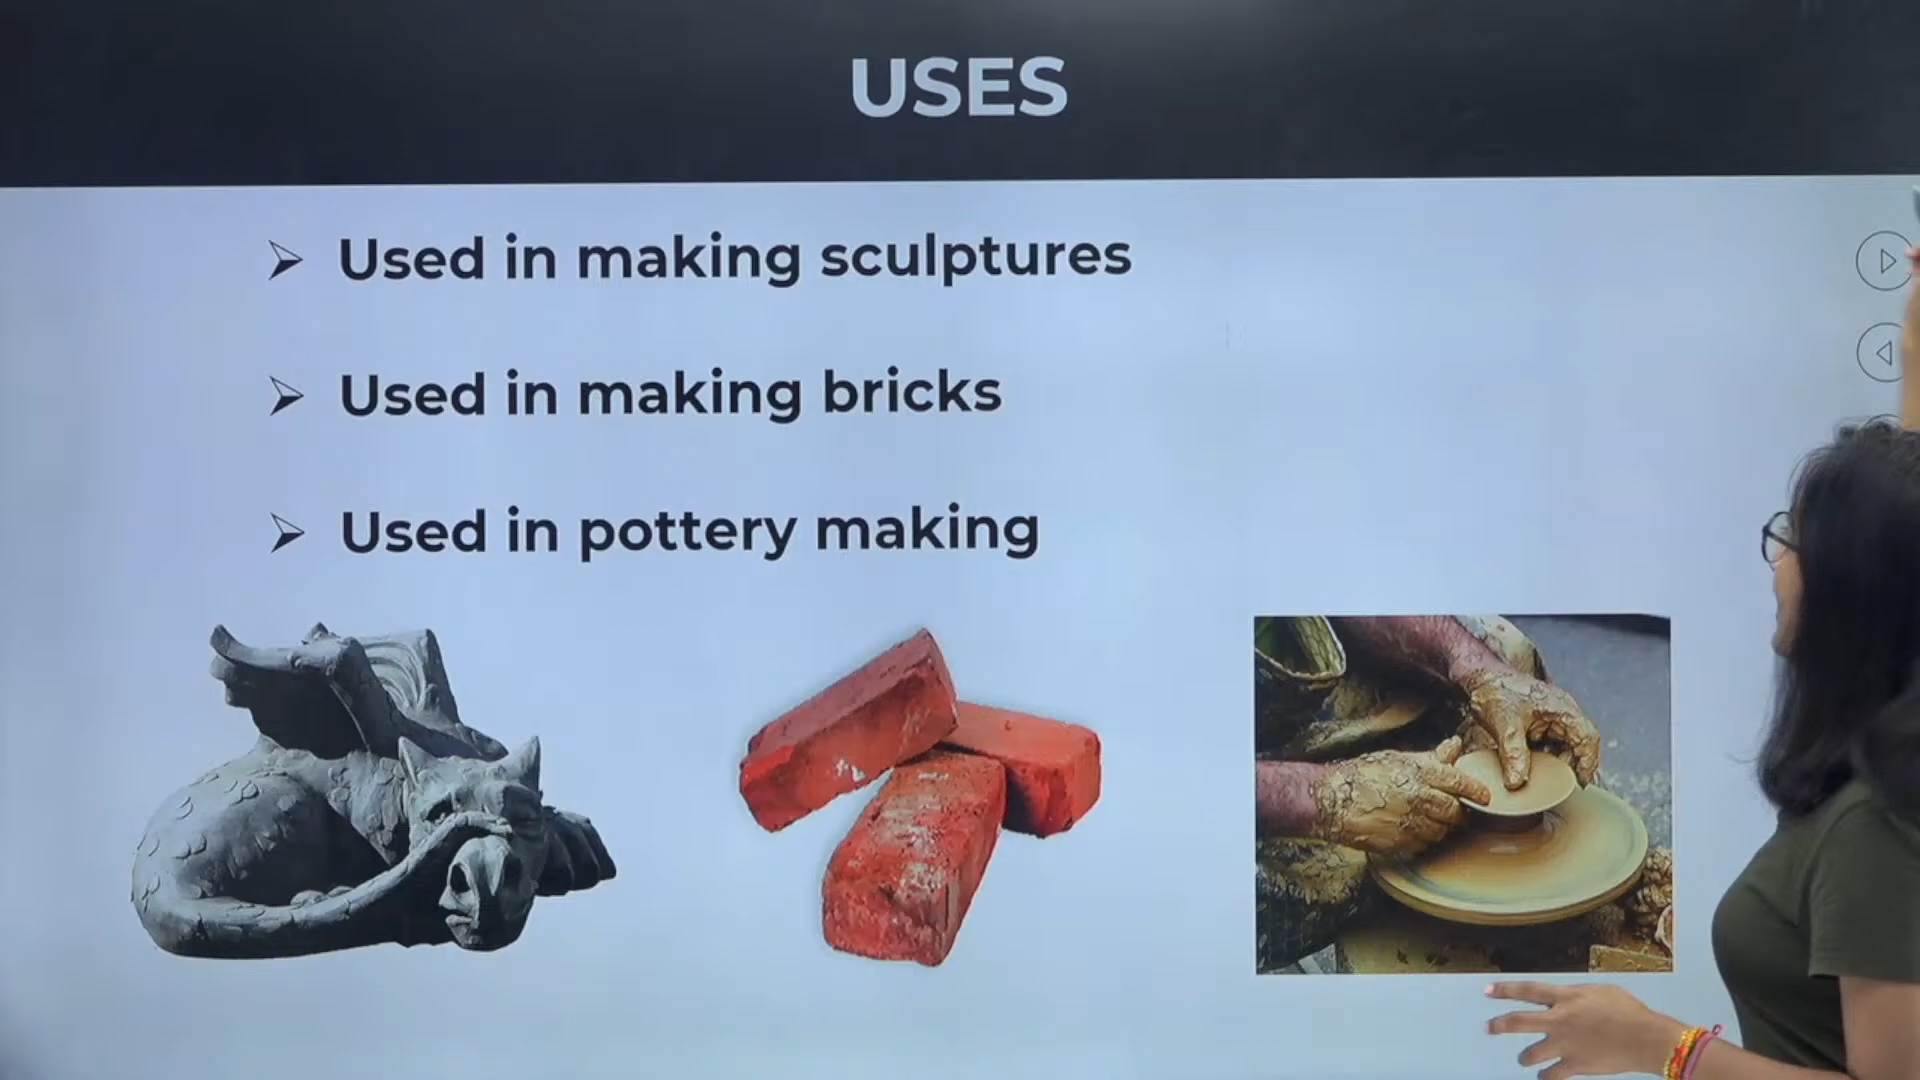 USES
➢ Used in making sculptures
➢ Used in making bricks
➢ Used in pottery making